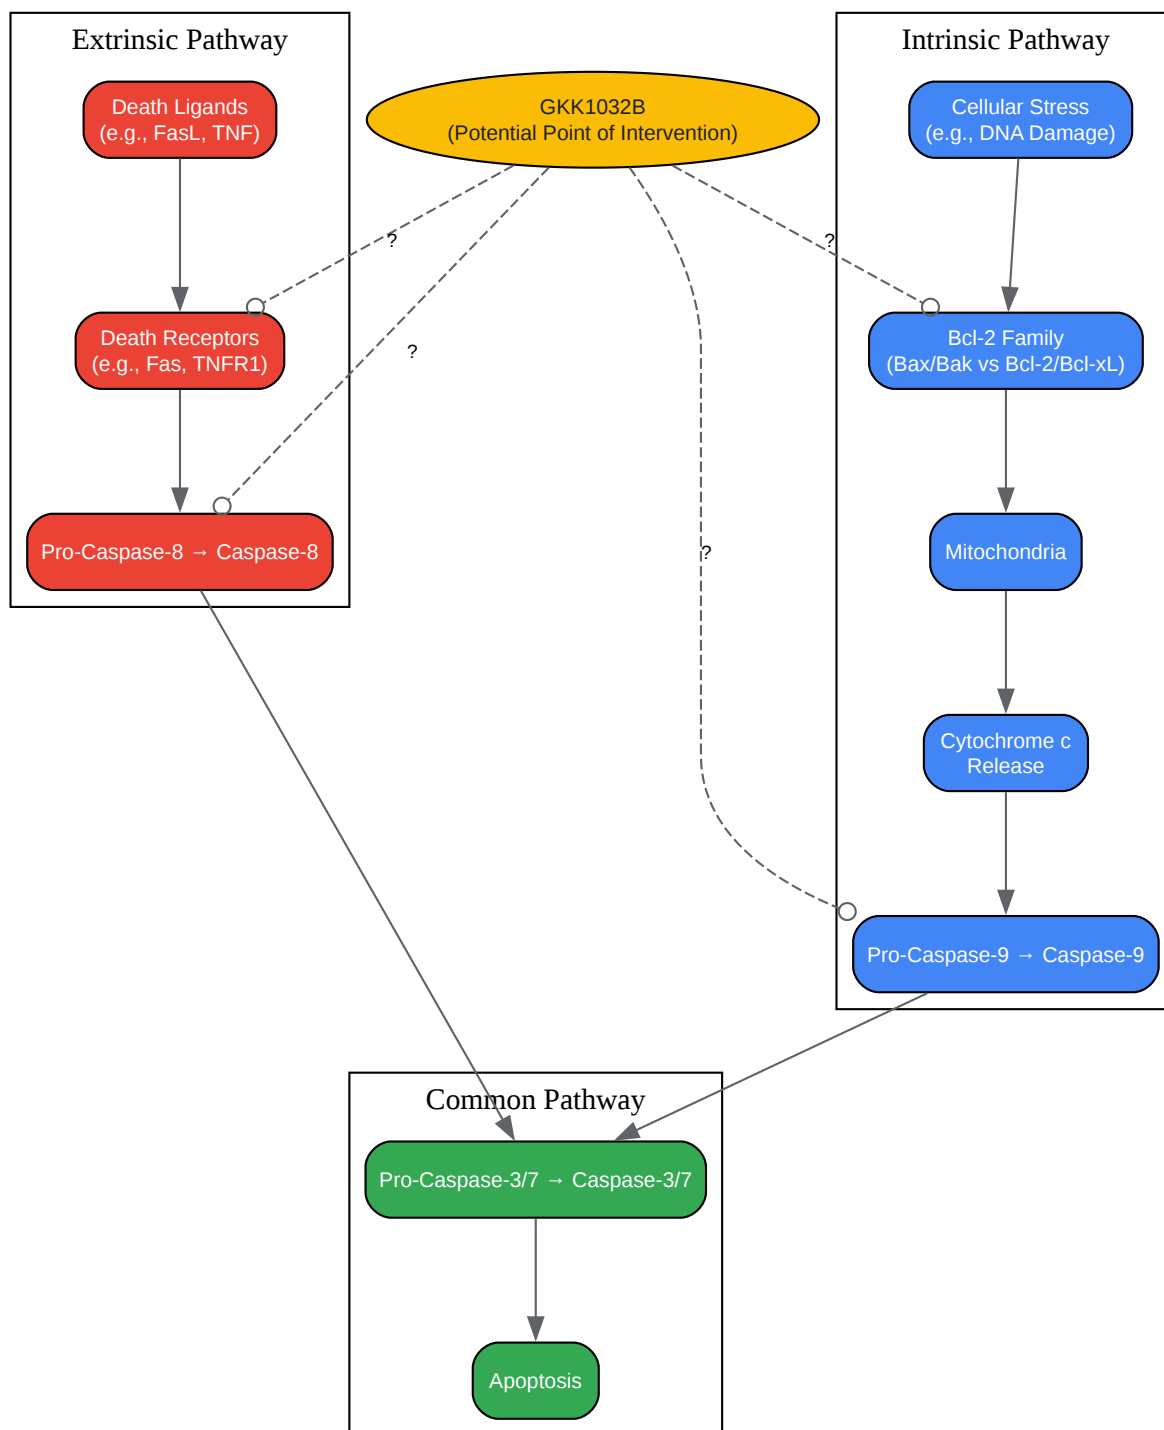 Extrinsic Pathway
Death Ligands
(e.g., FasL, TNF)
Death Receptors
(e.g., Fas, TNFR1)
Pro-Caspase-8 → Caspase-8
GKK1032B
(Potential Point of Intervention)
?
?
?
?
Intrinsic Pathway
Cellular Stress
(e.g., DNA Damage)
Bcl-2 Family
(Bax/Bak vs Bcl-2/Bcl-xL)
Mitochondria
Cytochrome c
Release
Pro-Caspase-9 → Caspase-9
Common Pathway
Pro-Caspase-3/7 → Caspase-3/7
Apoptosis